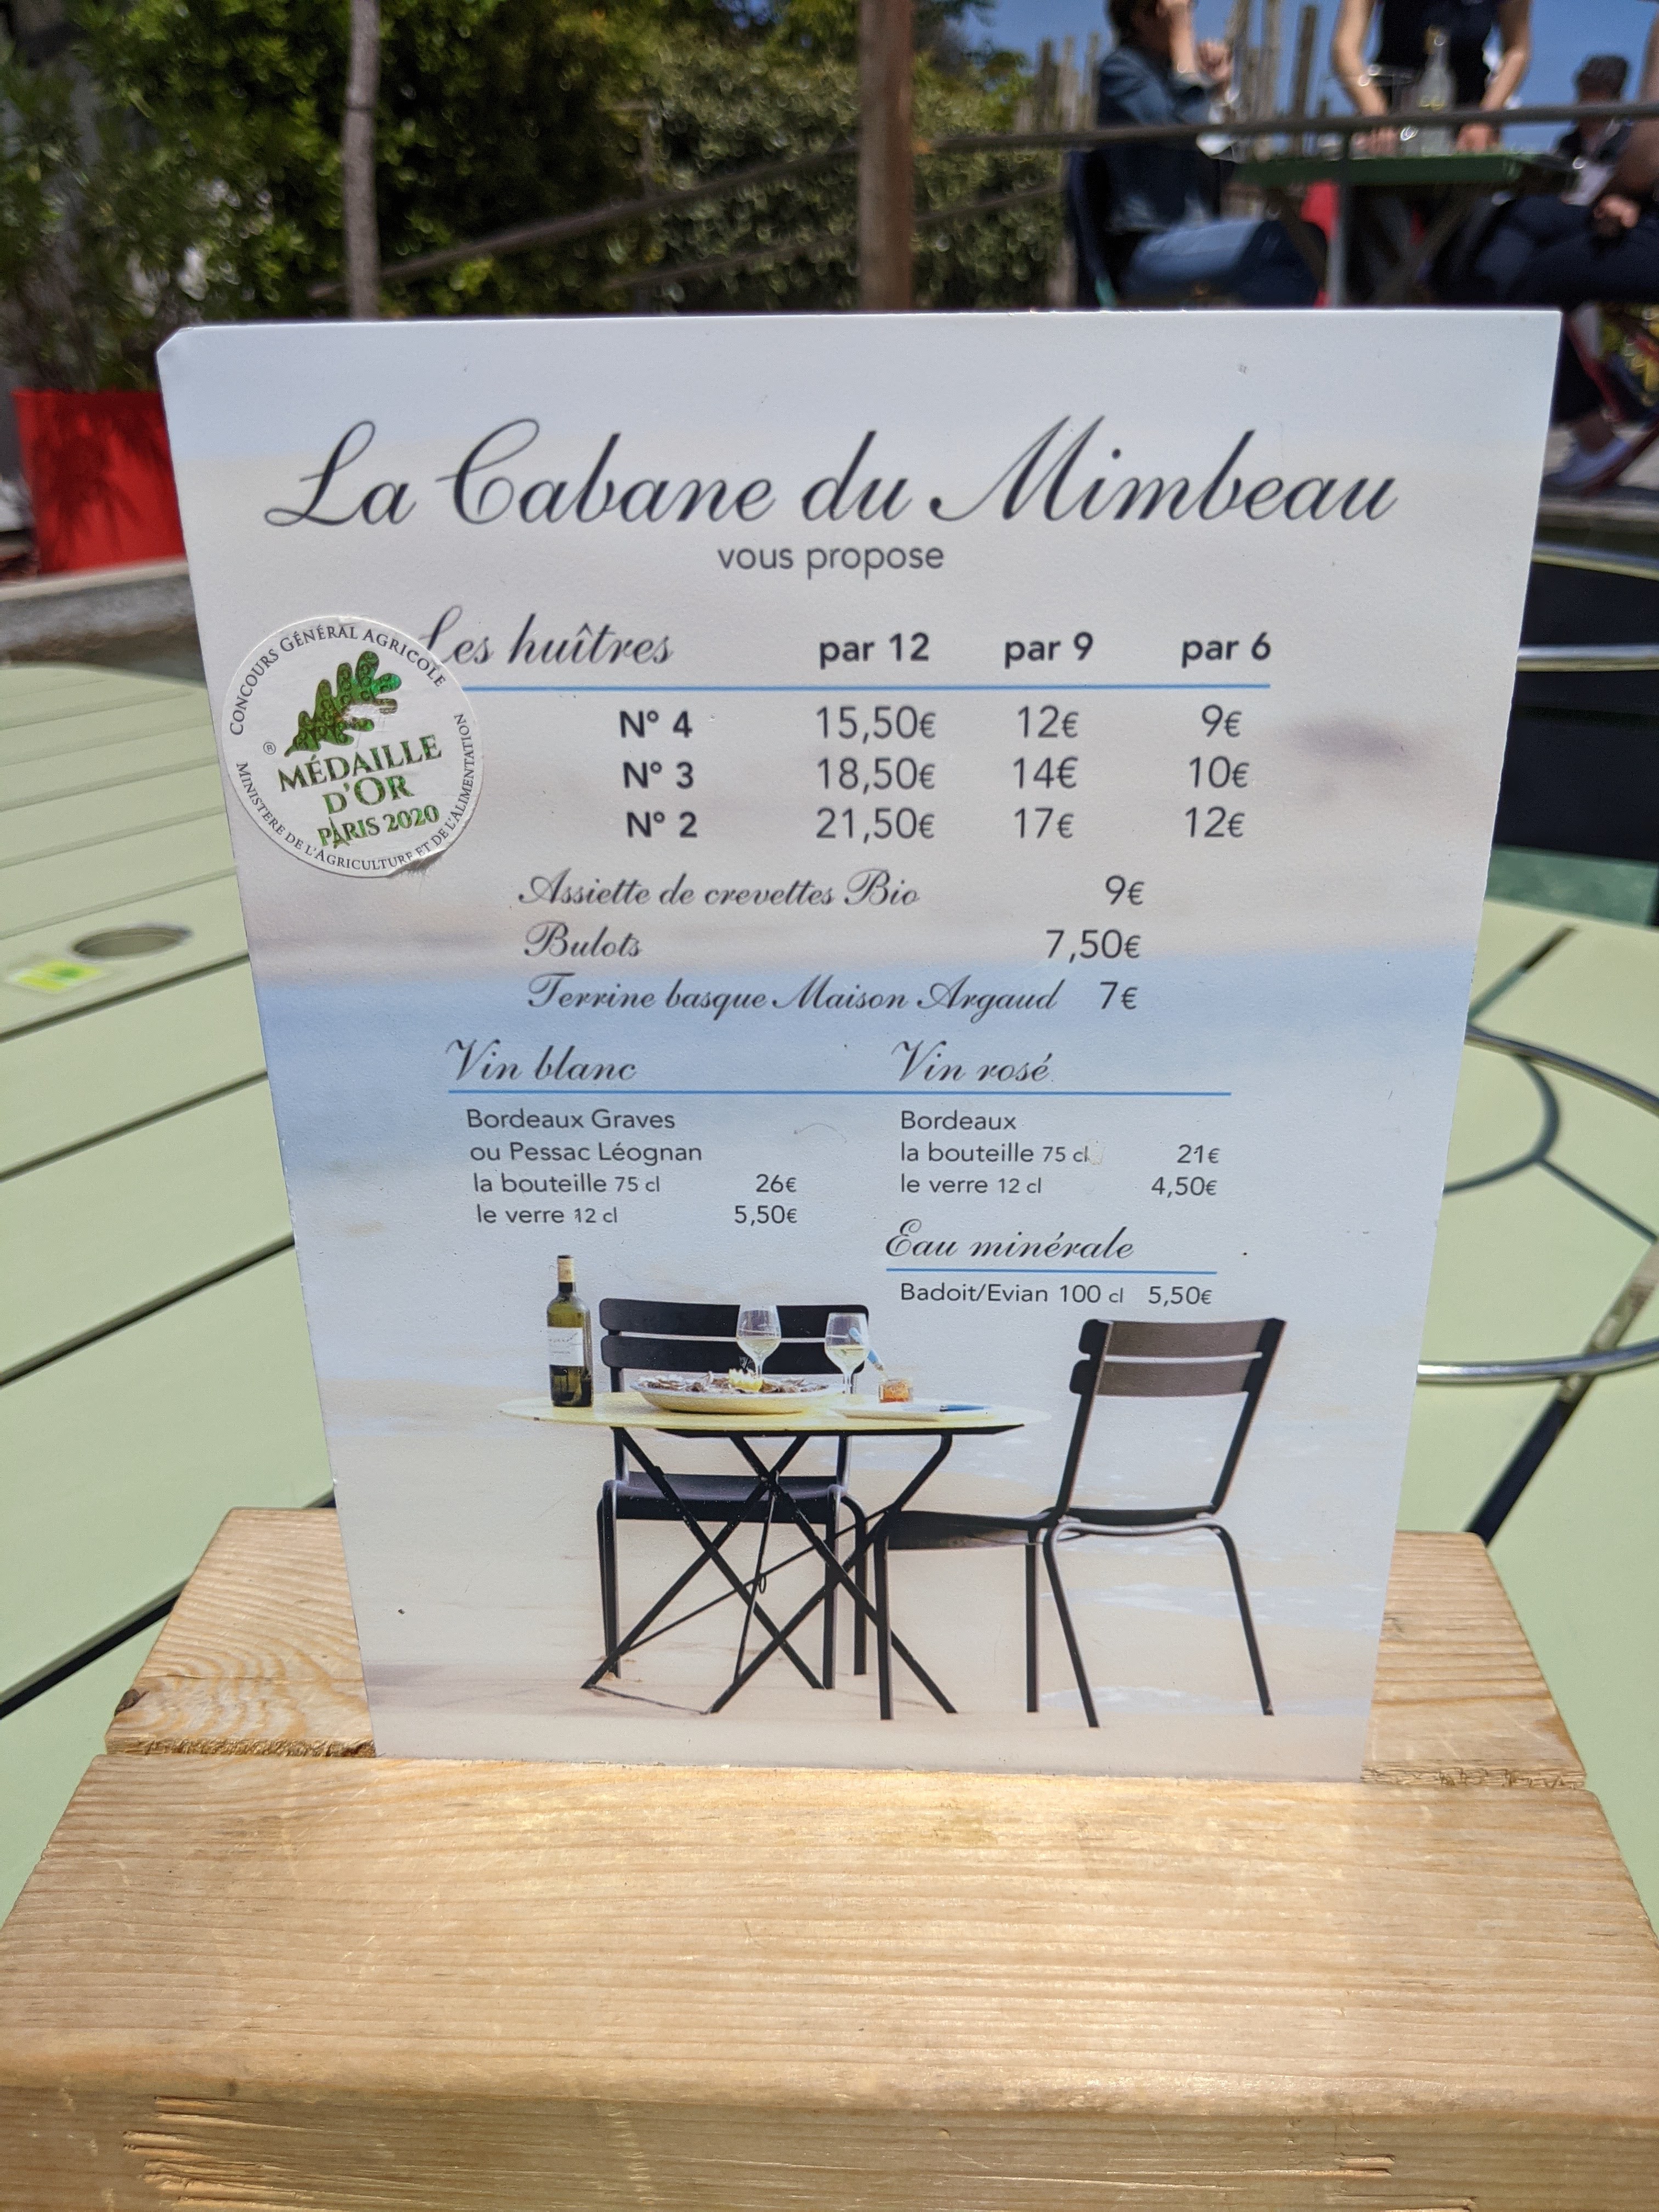 La Cabane du Mimbeau
vous propose
Les huîtres par 12 par 9 par 6
N° 4 15,50€ 12€ 9€
N° 3 18,50€ 14€ 10€
N° 2 21,50€ 17€ 12€
CONCOURS GÉNÉRAL AGRICOLE
®
MÉDAILLE
D'OR
PARIS 2020
MINISTERE DE L'AGRICULTURE ET DE L'ALIMENTATION
Assiette de crevettes Bio 9€
Bulots 7,50€
Terrine basque Maison Argaud 7€
Vin blanc
Bordeaux Graves
ou Pessac Léognan
la bouteille 75 cl 26€
le verre 12 cl 5,50€
Vin rosé
Bordeaux
la bouteille 75 cl 21€
le verre 12 cl 4,50€
Eau minérale
Badoit/Evian 100 cl 5,50€